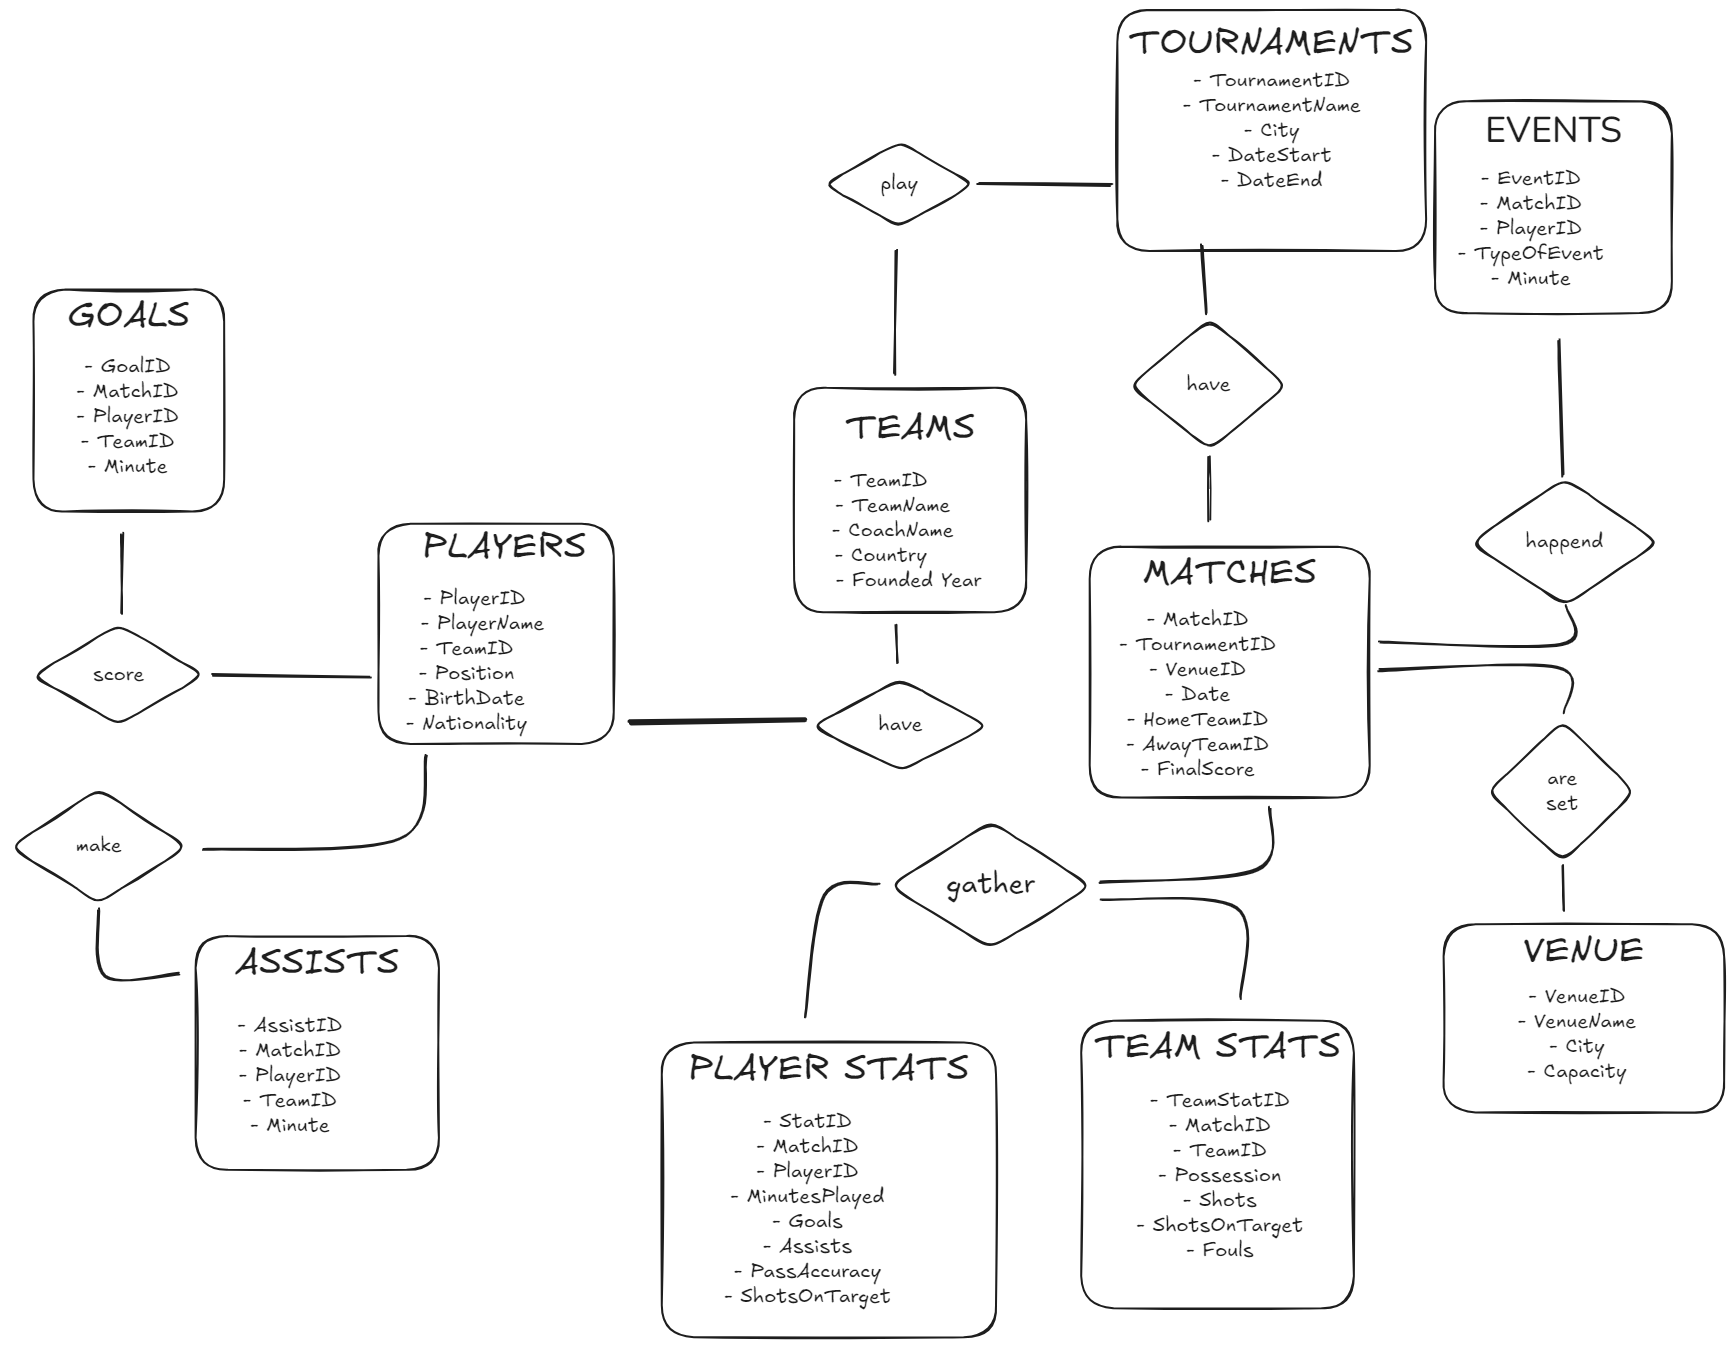 TOURNAMENTS
- TournamentID
- TournamentName
- City
- DateStart
- DateEnd
EVENTS
- EventID
- MatchID
- PlayerID
- TypeOfEvent
- Minute
play
GOALS
- GoalID
- MatchID
- PlayerID
- TeamID
- Minute
have
TEAMS
- TeamID
- TeamName
- CoachName
- Country
- Founded Year
PLAYERS
- PlayerID
- PlayerName
- TeamID
- Position
- BirthDate
- Nationality
happend
MATCHES
- MatchID
- TournamentID
- VenueID
- Date
- HomeTeamID
- AwayTeamID
- FinalScore
score
have
are
set
make
gather
ASSISTS
- AssistID
- MatchID
- PlayerID
- TeamID
- Minute
VENUE
- VenueID
- VenueName
- City
- Capacity
PLAYER STATS
- StatID
- MatchID
- PlayerID
- MinutesPlayed
- Goals
- Assists
- PassAccuracy
- ShotsOnTarget
TEAM STATS
- TeamStatID
- MatchID
- TeamID
- Possession
- Shots
- ShotsOnTarget
- Fouls